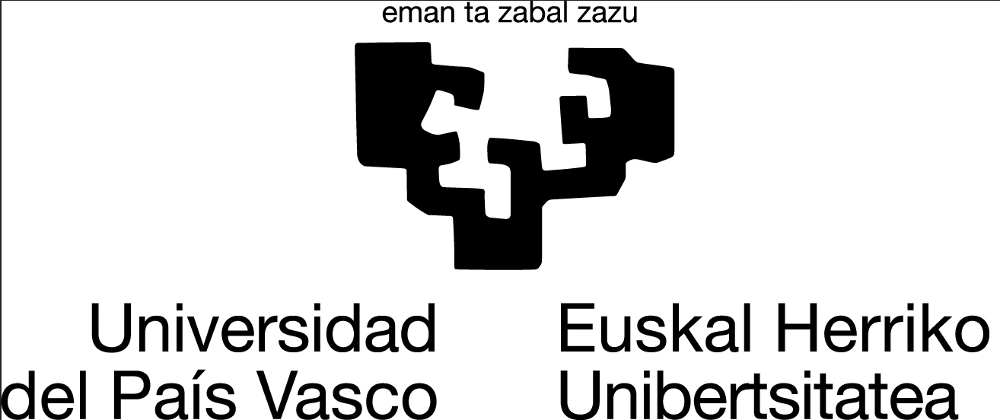 eman ta zabal zazu
Universidad
del País Vasco
Euskal Herriko
Unibertsitatea